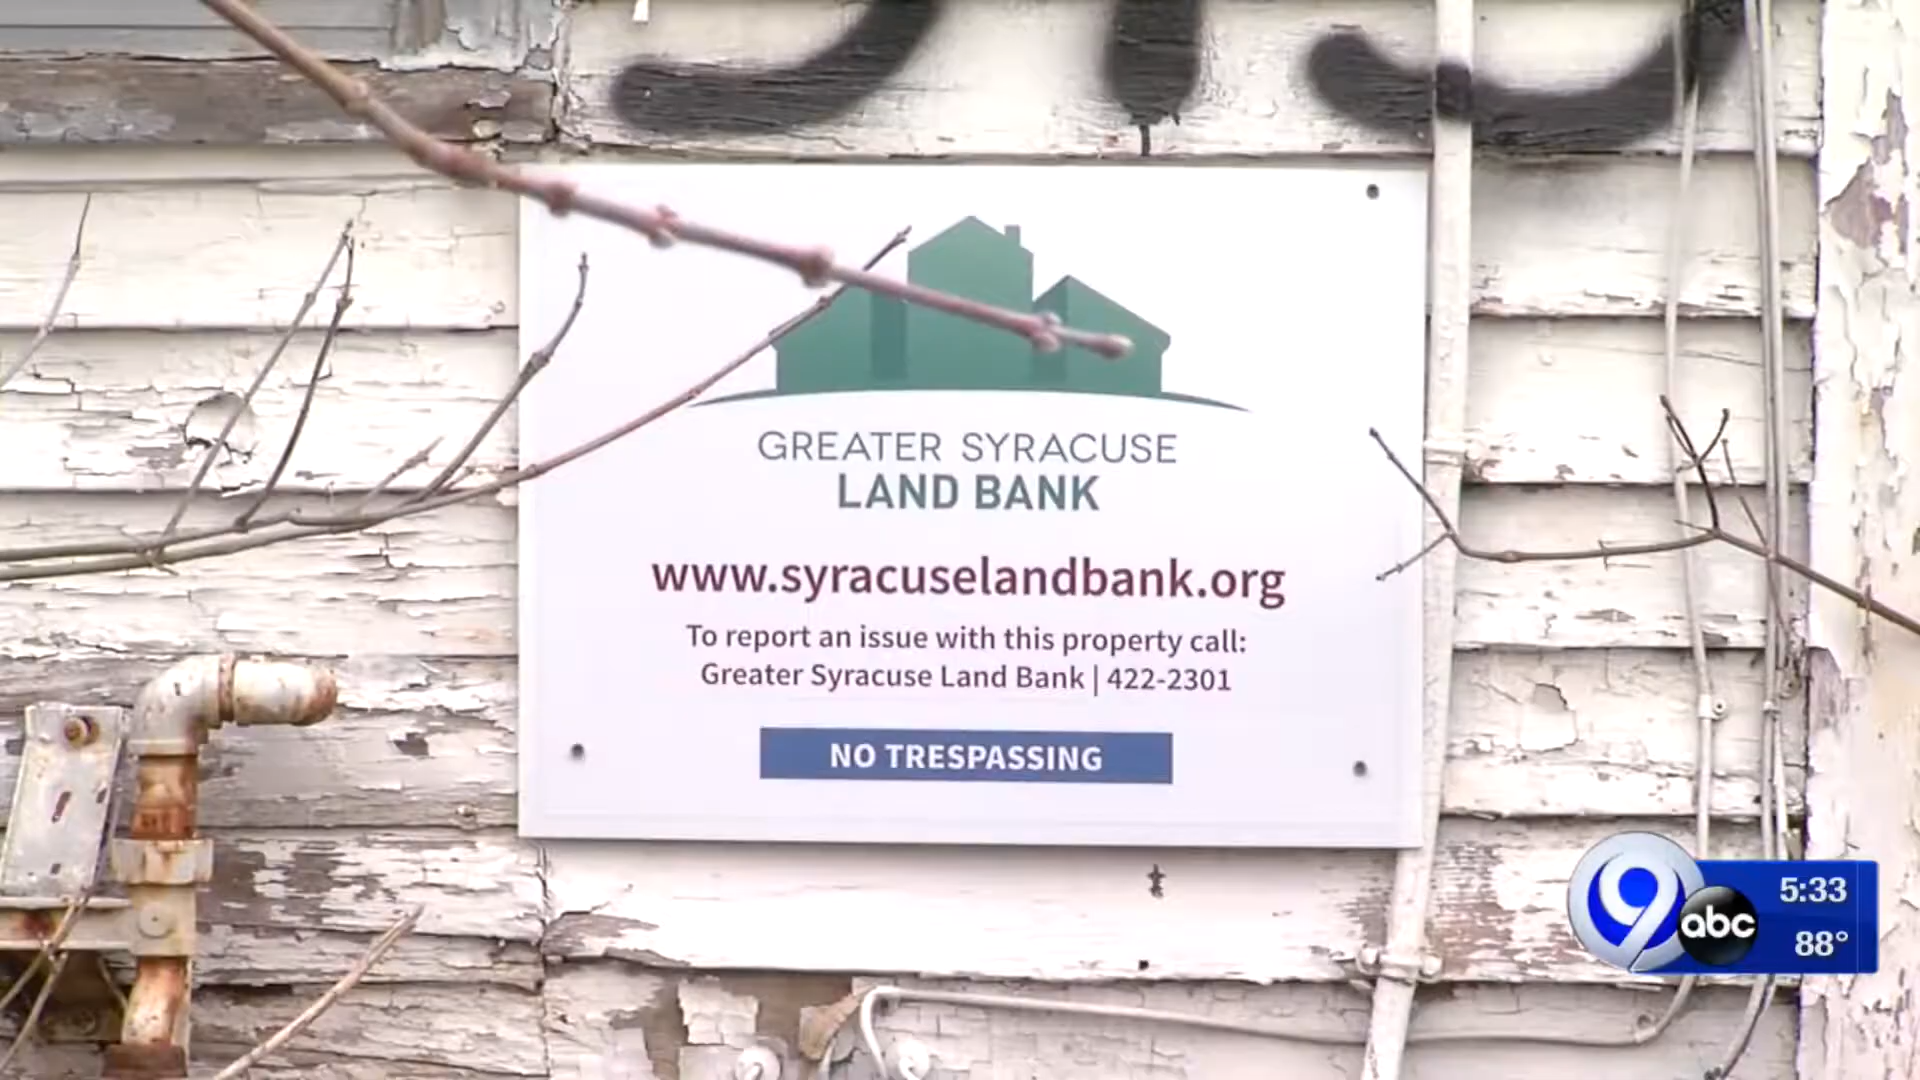 GREATER SYRACUSE
LAND BANK
www.syracuselandbank.org
To report an issue with this property call:
Greater Syracuse Land Bank | 422-2301
NO TRESPASSING
9
abc
5:33
88°